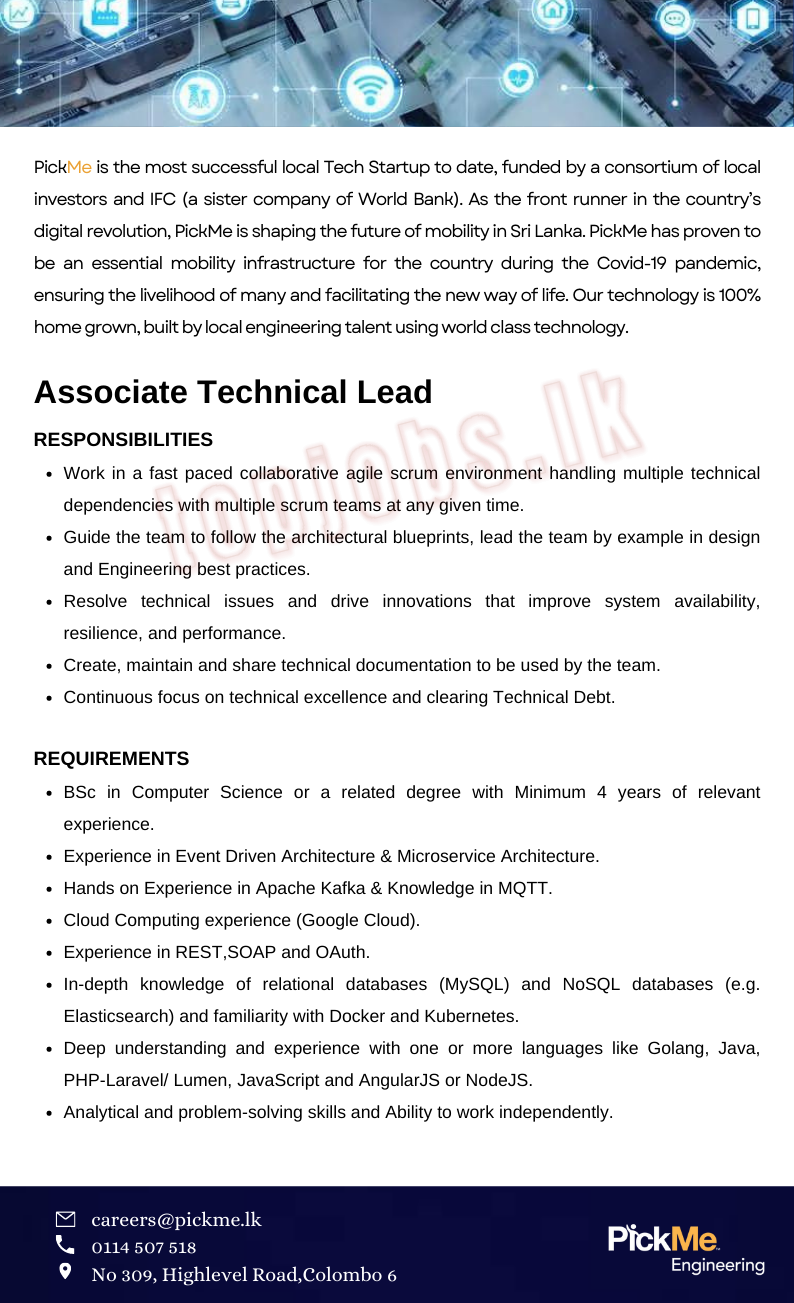 PickMe is the most successful local Tech Startup to date, funded by a consortium of local
investors and IFC (a sister company of World Bank). As the front runner in the country's
digital revolution, PickMe is shaping the future of mobility in Sri Lanka. PickMe has proven to
be an essential mobility infrastructure for the country during the Covid-19 pandemic,
ensuring the livelihood of many and facilitating the new way of life. Our technology is 100%
home grown, built by local engineering talent using world class technology.
Associate Technical Lead
topjobs.lk
RESPONSIBILITIES
• Work in a fast paced collaborative agile scrum environment handling multiple technical
dependencies with multiple scrum teams at any given time.
• Guide the team to follow the architectural blueprints, lead the team by example in design
and Engineering best practices.
• Resolve technical issues and drive innovations that improve system availability,
resilience, and performance.
• Create, maintain and share technical documentation to be used by the team.
• Continuous focus on technical excellence and clearing Technical Debt.
REQUIREMENTS
• BSc in Computer Science or a related degree with Minimum 4 years of relevant
experience.
• Experience in Event Driven Architecture & Microservice Architecture.
• Hands on Experience in Apache Kafka & Knowledge in MQTT.
• Cloud Computing experience (Google Cloud).
• Experience in REST,SOAP and OAuth.
• In-depth knowledge of relational databases (MySQL) and NoSQL databases (e.g.
Elasticsearch) and familiarity with Docker and Kubernetes.
• Deep understanding and experience with one or more languages like Golang, Java,
PHP-Laravel/ Lumen, JavaScript and AngularJS or NodeJS.
• Analytical and problem-solving skills and Ability to work independently.
careers@pickme.lk
0114 507 518
No 309, Highlevel Road,Colombo 6
PickMe
Engineering